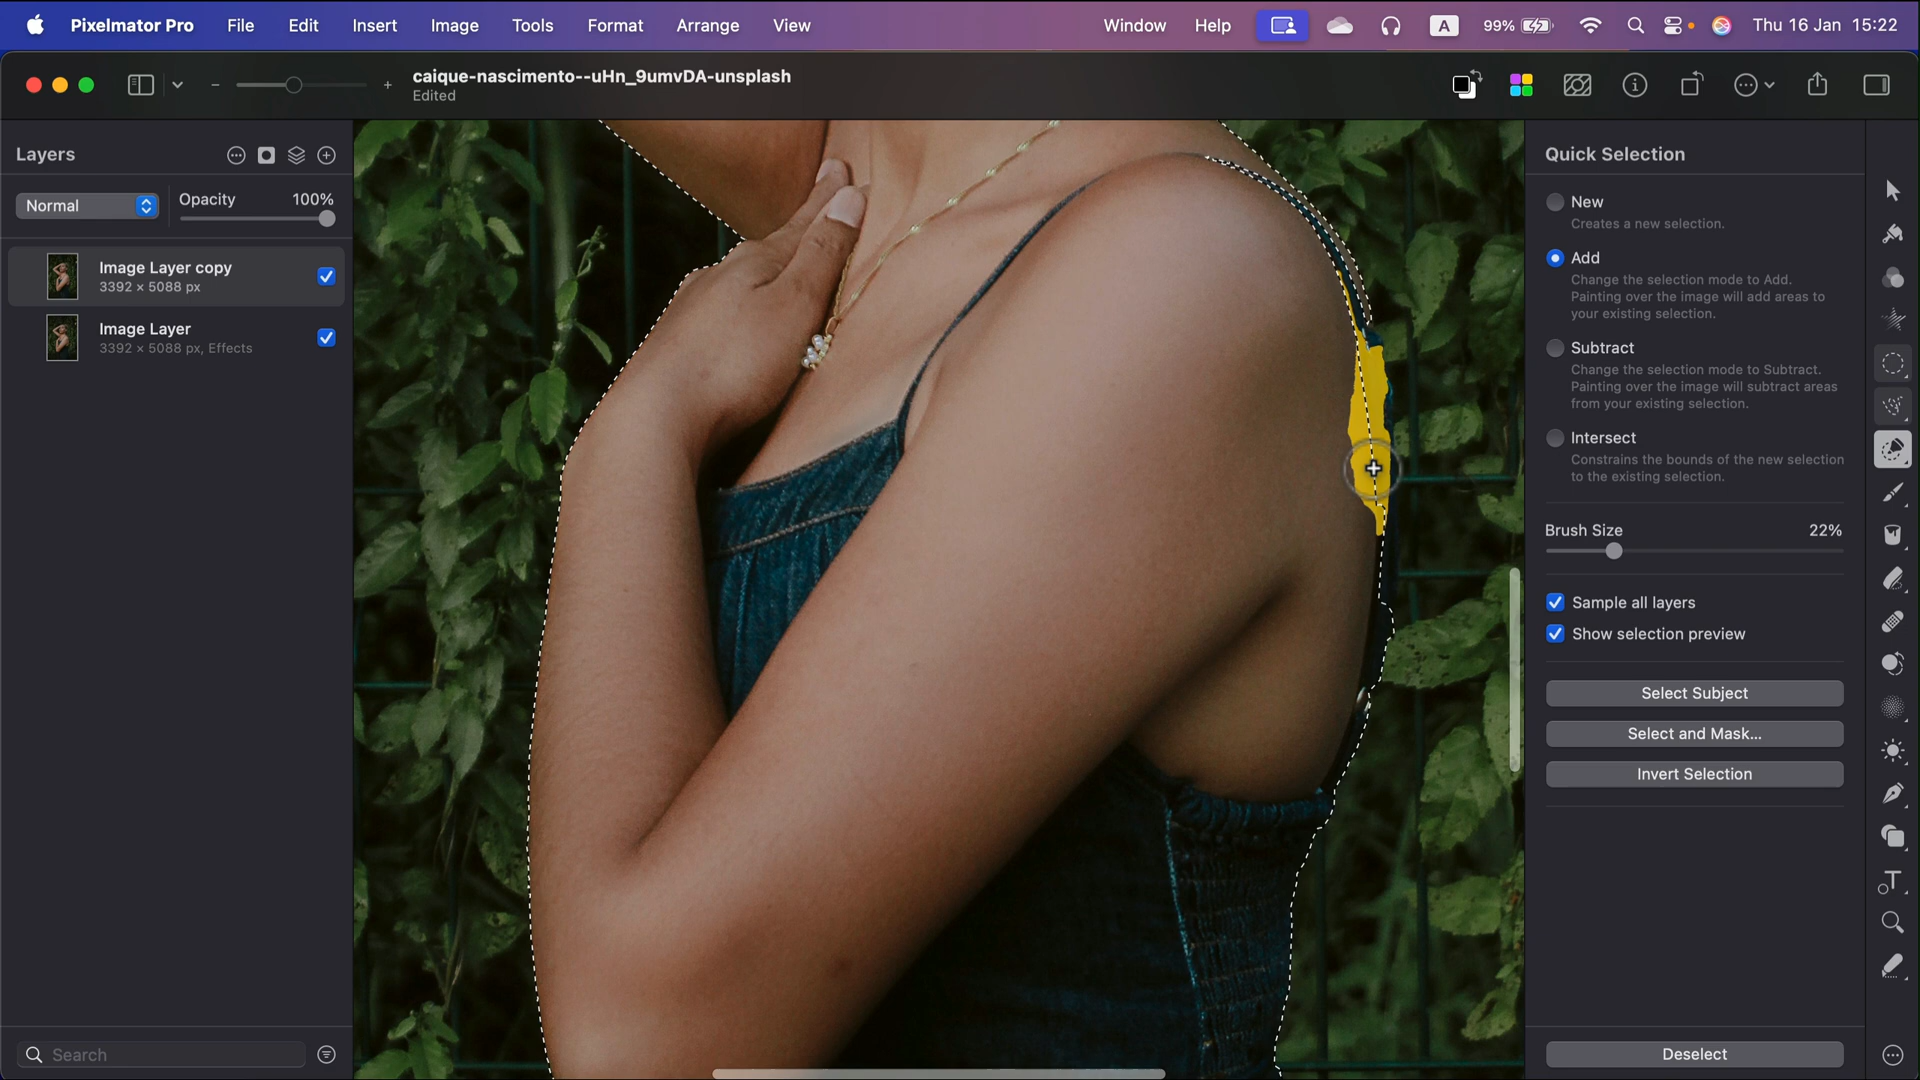 Pixelmator Pro File Edit Insert Image Tools Format Arrange View Window Help A 99% Thu 16 Jan 15:22
caique-nascimento--uHn_9umvDA-unsplash
Edited
Layers
Normal
Opacity 100%
Image Layer copy
3392 × 5088 px
Image Layer
3392 × 5088 px, Effects
Search
Quick Selection
New
Creates a new selection.
Add
Change the selection mode to Add.
Painting over the image will add areas to
your existing selection.
Subtract
Change the selection mode to Subtract.
Painting over the image will subtract areas
from your existing selection.
Intersect
Constrains the bounds of the new selection
to the existing selection.
Brush Size 22%
Sample all layers
Show selection preview
Select Subject
Select and Mask...
Invert Selection
Deselect